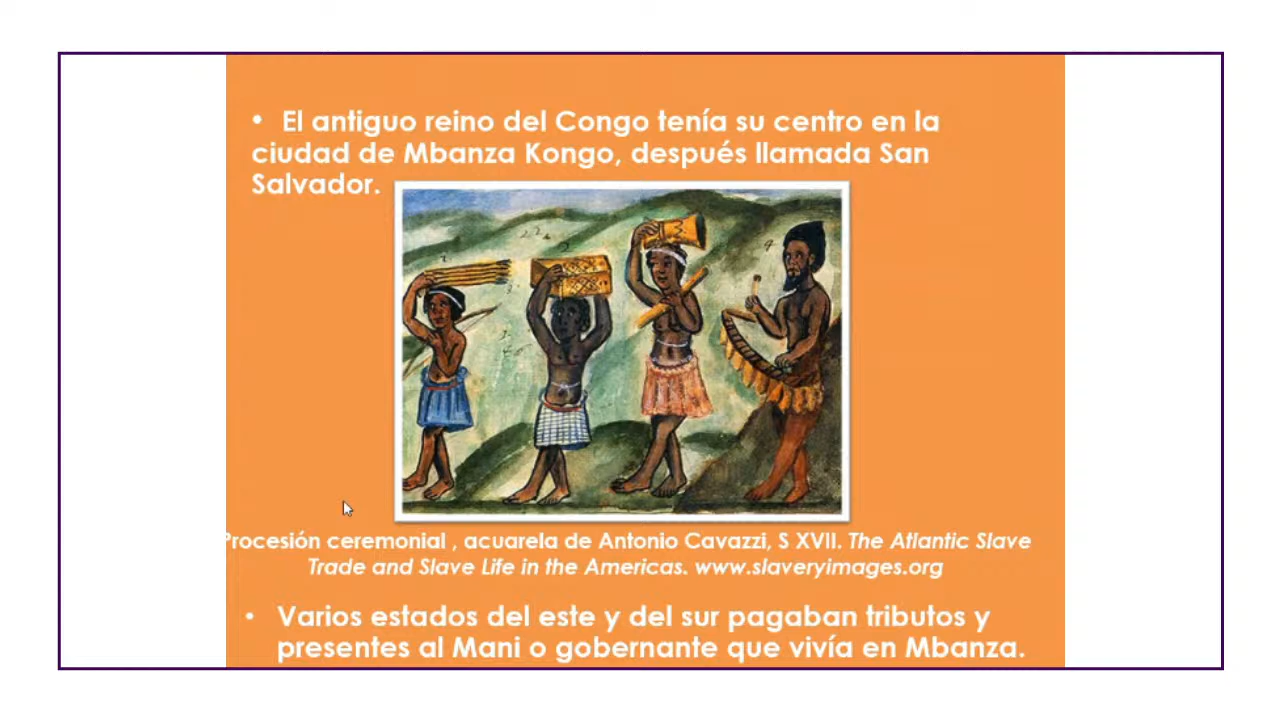 • El antiguo reino del Congo tenía su centro en la
ciudad de Mbanza Kongo, después llamada San
Salvador.
Procesión ceremonial , acuarela de Antonio Cavazzi, S XVII. The Atlantic Slave
Trade and Slave Life in the Americas. www.slaveryimages.org
• Varios estados del este y del sur pagaban tributos y
presentes al Mani o gobernante que vivía en Mbanza.